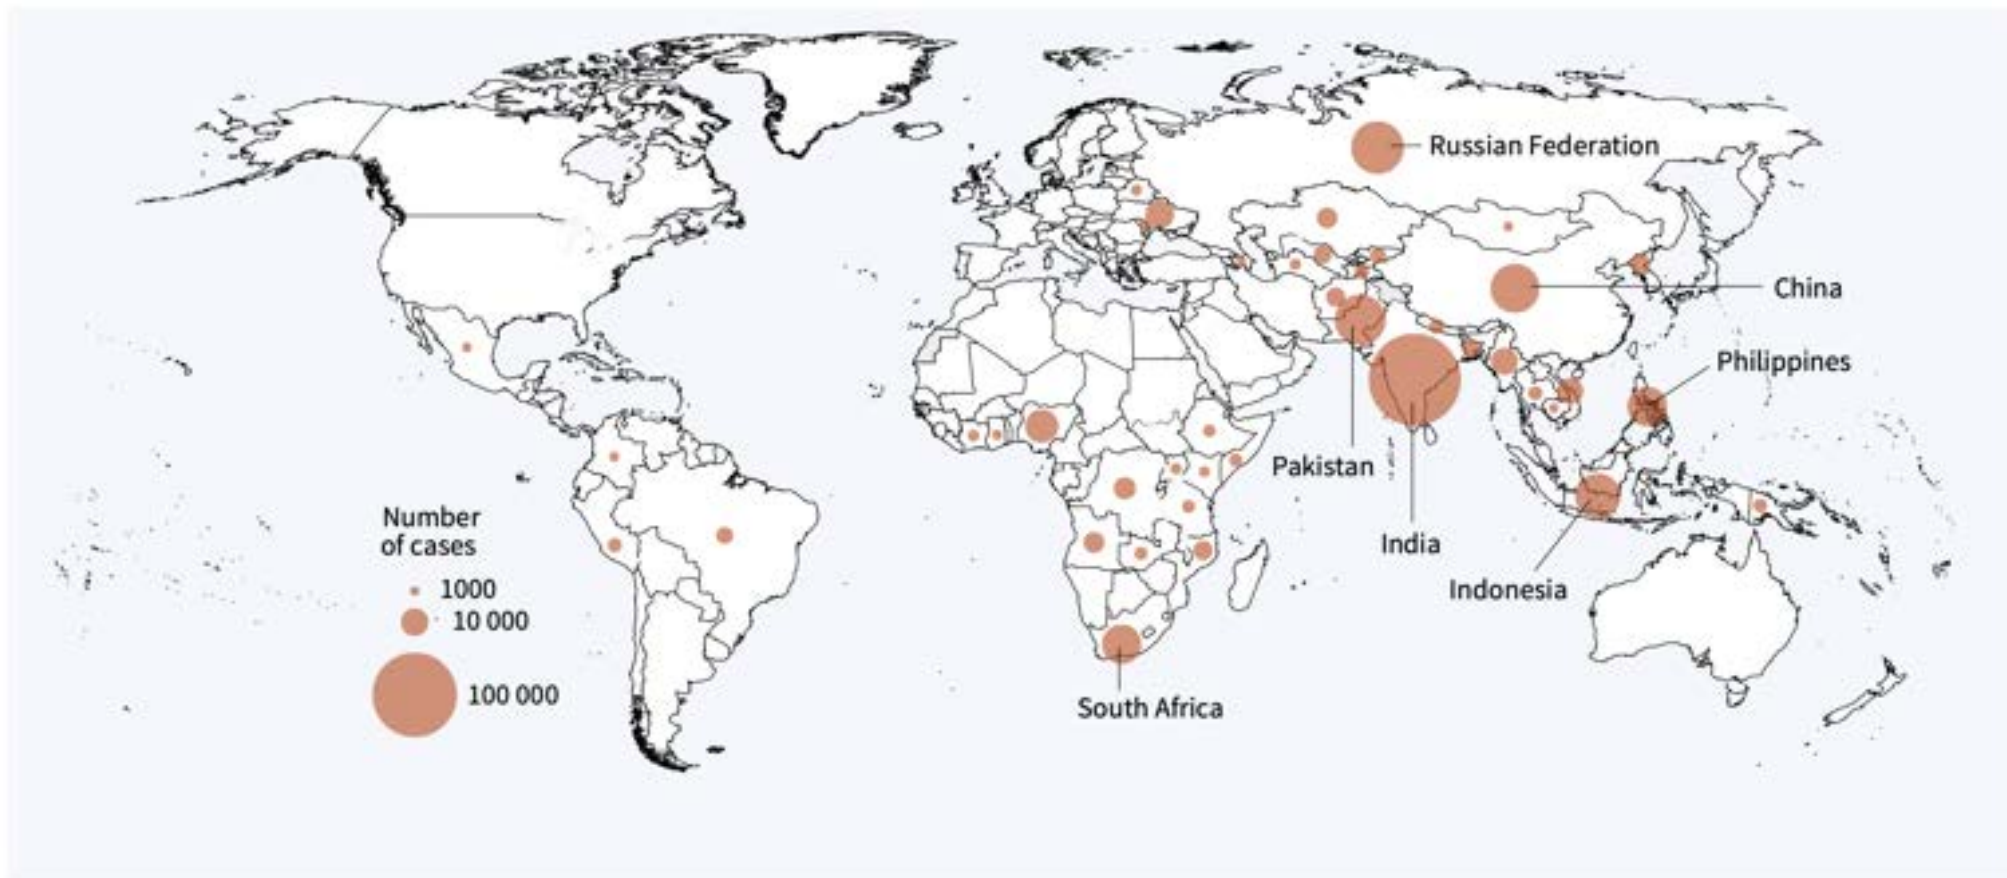 Russian Federation
China
Philippines
Pakistan
India
Indonesia
South Africa
Number
of cases
1000
10 000
100 000